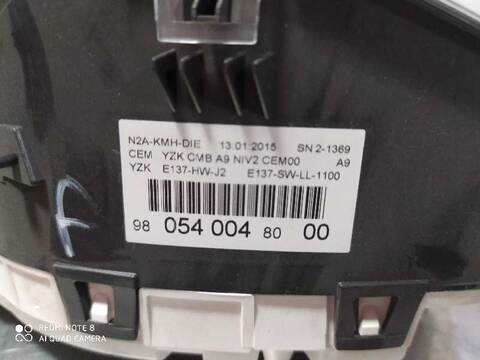 N2A-KMH-DIE 13.01.2015 SN 2-1369
CEM YZK CMB A9 NIV2 CEM00 A9
YZK E137-HW-J2 E137-SW-LL-1100
98 054 004 80 00
F
REDMI NOTE 8
AI QUAD CAMERA